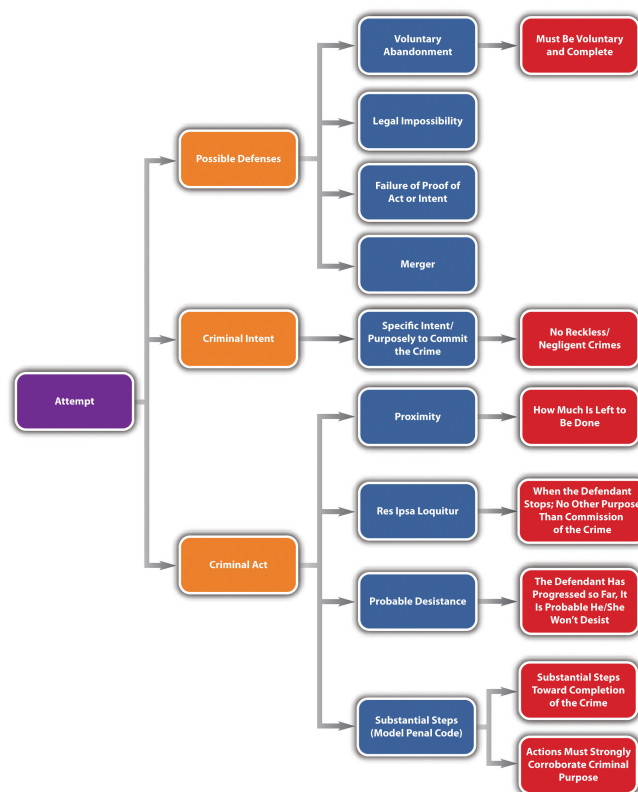 Voluntary
Abandonment
Must Be Voluntary
and Complete
Legal Impossibility
Possible Defenses
Failure of Proof of
Act or Intent
Merger
Criminal Intent
Specific Intent/
Purposely to Commit
the Crime
No Reckless/
Negligent Crimes
Attempt
Proximity
How Much Is Left to
Be Done
Res Ipsa Loquitur
When the Defendant
Stops; No Other Purpose
Than Commission
of the Crime
Criminal Act
Probable Desistance
The Defendant Has
Progressed so Far, It
Is Probable He/She
Won't Desist
Substantial Steps
(Model Penal Code)
Substantial Steps
Toward Completion
of the Crime
Actions Must Strongly
Corroborate Criminal
Purpose